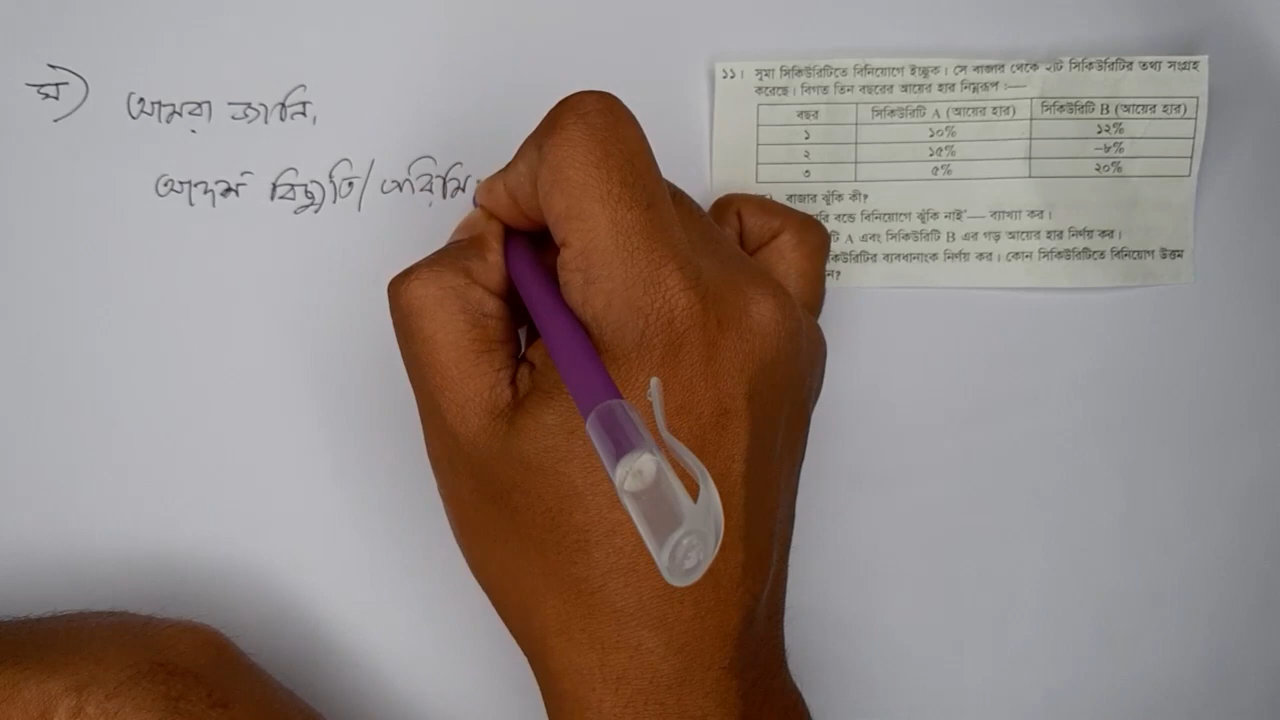 ঘ) আমরা জানি,
আদর্শ বিচ্যুতি/পরিমি
১১। সুমা সিকিউরিটিতে বিনিয়োগে ইচ্ছুক। সে বাজার থেকে ২টি সিকিউরিটির তথ্য সংগ্রহ
করেছে। বিগত তিন বছরের আয়ের হার নিম্নরূপ :—
বছর সিকিউরিটি A (আয়ের হার) সিকিউরিটি B (আয়ের হার)
১ ১০% ১২%
২ ১৫% –৮%
৩ ৫% ২০%
বাজার ঝুঁকি কী?
বন্ডে বিনিয়োগে ঝুঁকি নাই'— ব্যাখ্যা কর।
টি A এবং সিকিউরিটি B এর গড় আয়ের হার নির্ণয় কর।
কিউরিটির ব্যবধানাংক নির্ণয় কর। কোন সিকিউরিটিতে বিনিয়োগ উত্তম
ন?